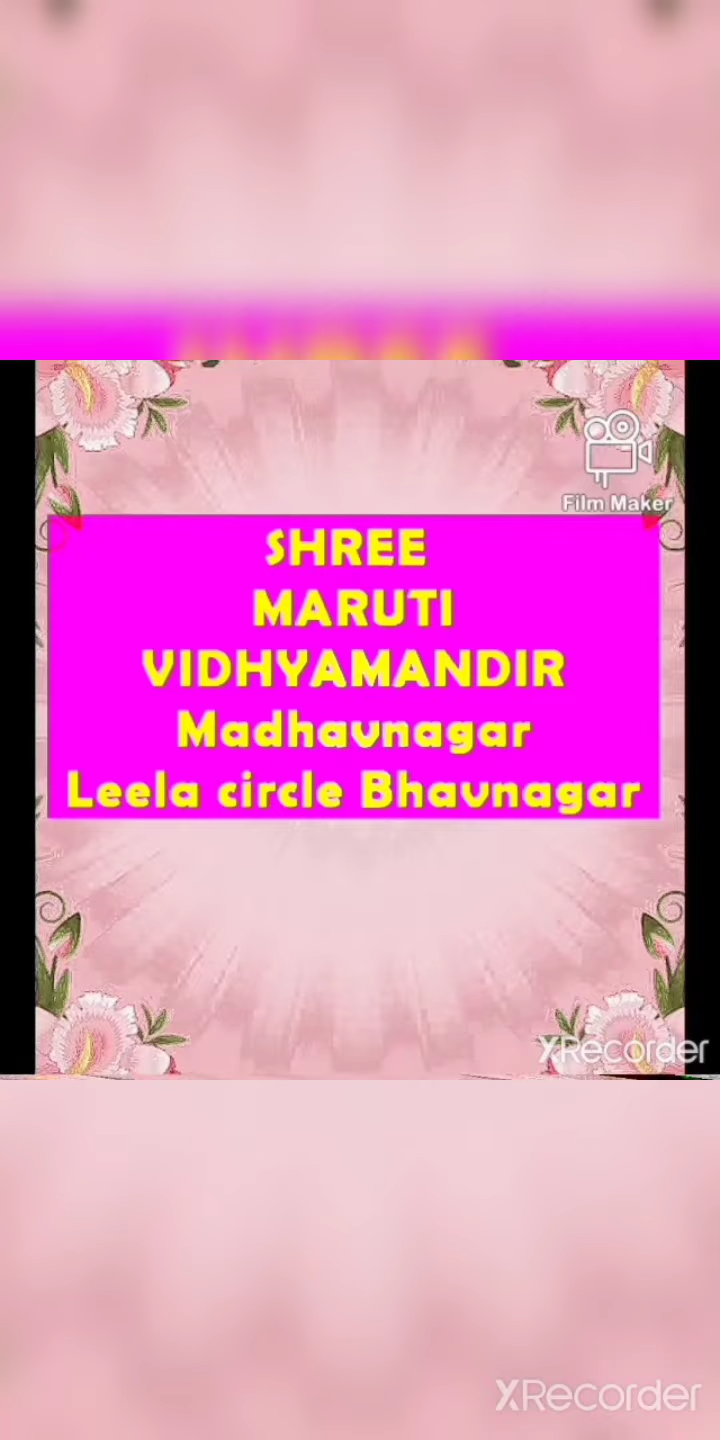 Film Maker
SHREE
MARUTI
VIDHYAMANDIR
Madhavnagar
Leela circle Bhavnagar
XRecorder
XRecorder